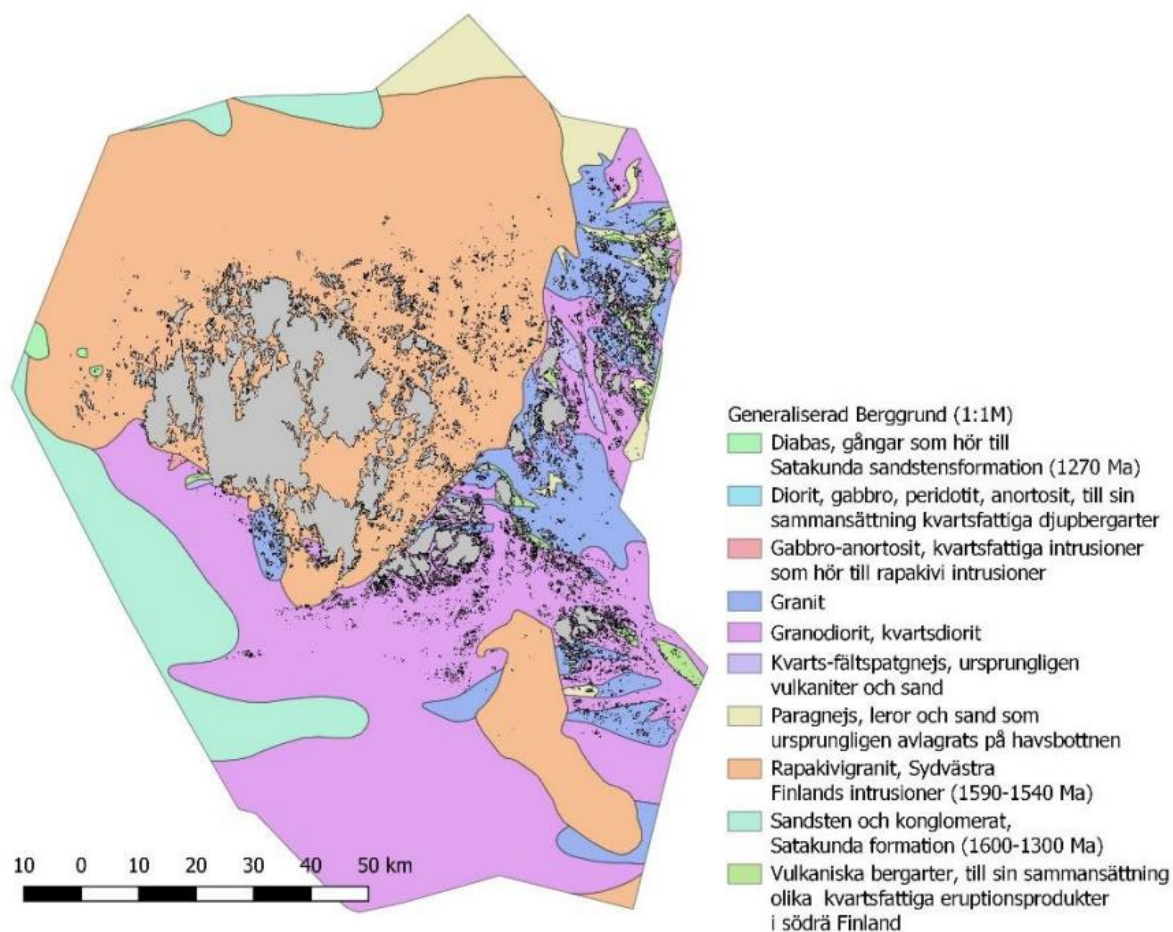 Generaliserad Berggrund (1:1M)
Diabas, gångar som hör till
Satakunda sandstensformation (1270 Ma)
Diorit, gabbro, peridotit, anortosit, till sin
sammansättning kvartsfattiga djupbergarter
Gabbro-anortosit, kvartsfattiga intrusioner
som hör till rapakivi intrusioner
Granit
Granodiorit, kvartsdiorit
Kvarts-fältspatgnejs, ursprungligen
vulkaniter och sand
Paragnejs, leror och sand som
ursprungligen avlagrats på havsbottnen
Rapakivigranit, Sydvästra
Finlands intrusioner (1590-1540 Ma)
Sandsten och konglomerat,
Satakunda formation (1600-1300 Ma)
Vulkaniska bergarter, till sin sammansättning
olika kvartsfattiga eruptionsprodukter
i södrä Finland
10 0 10 20 30 40 50 km